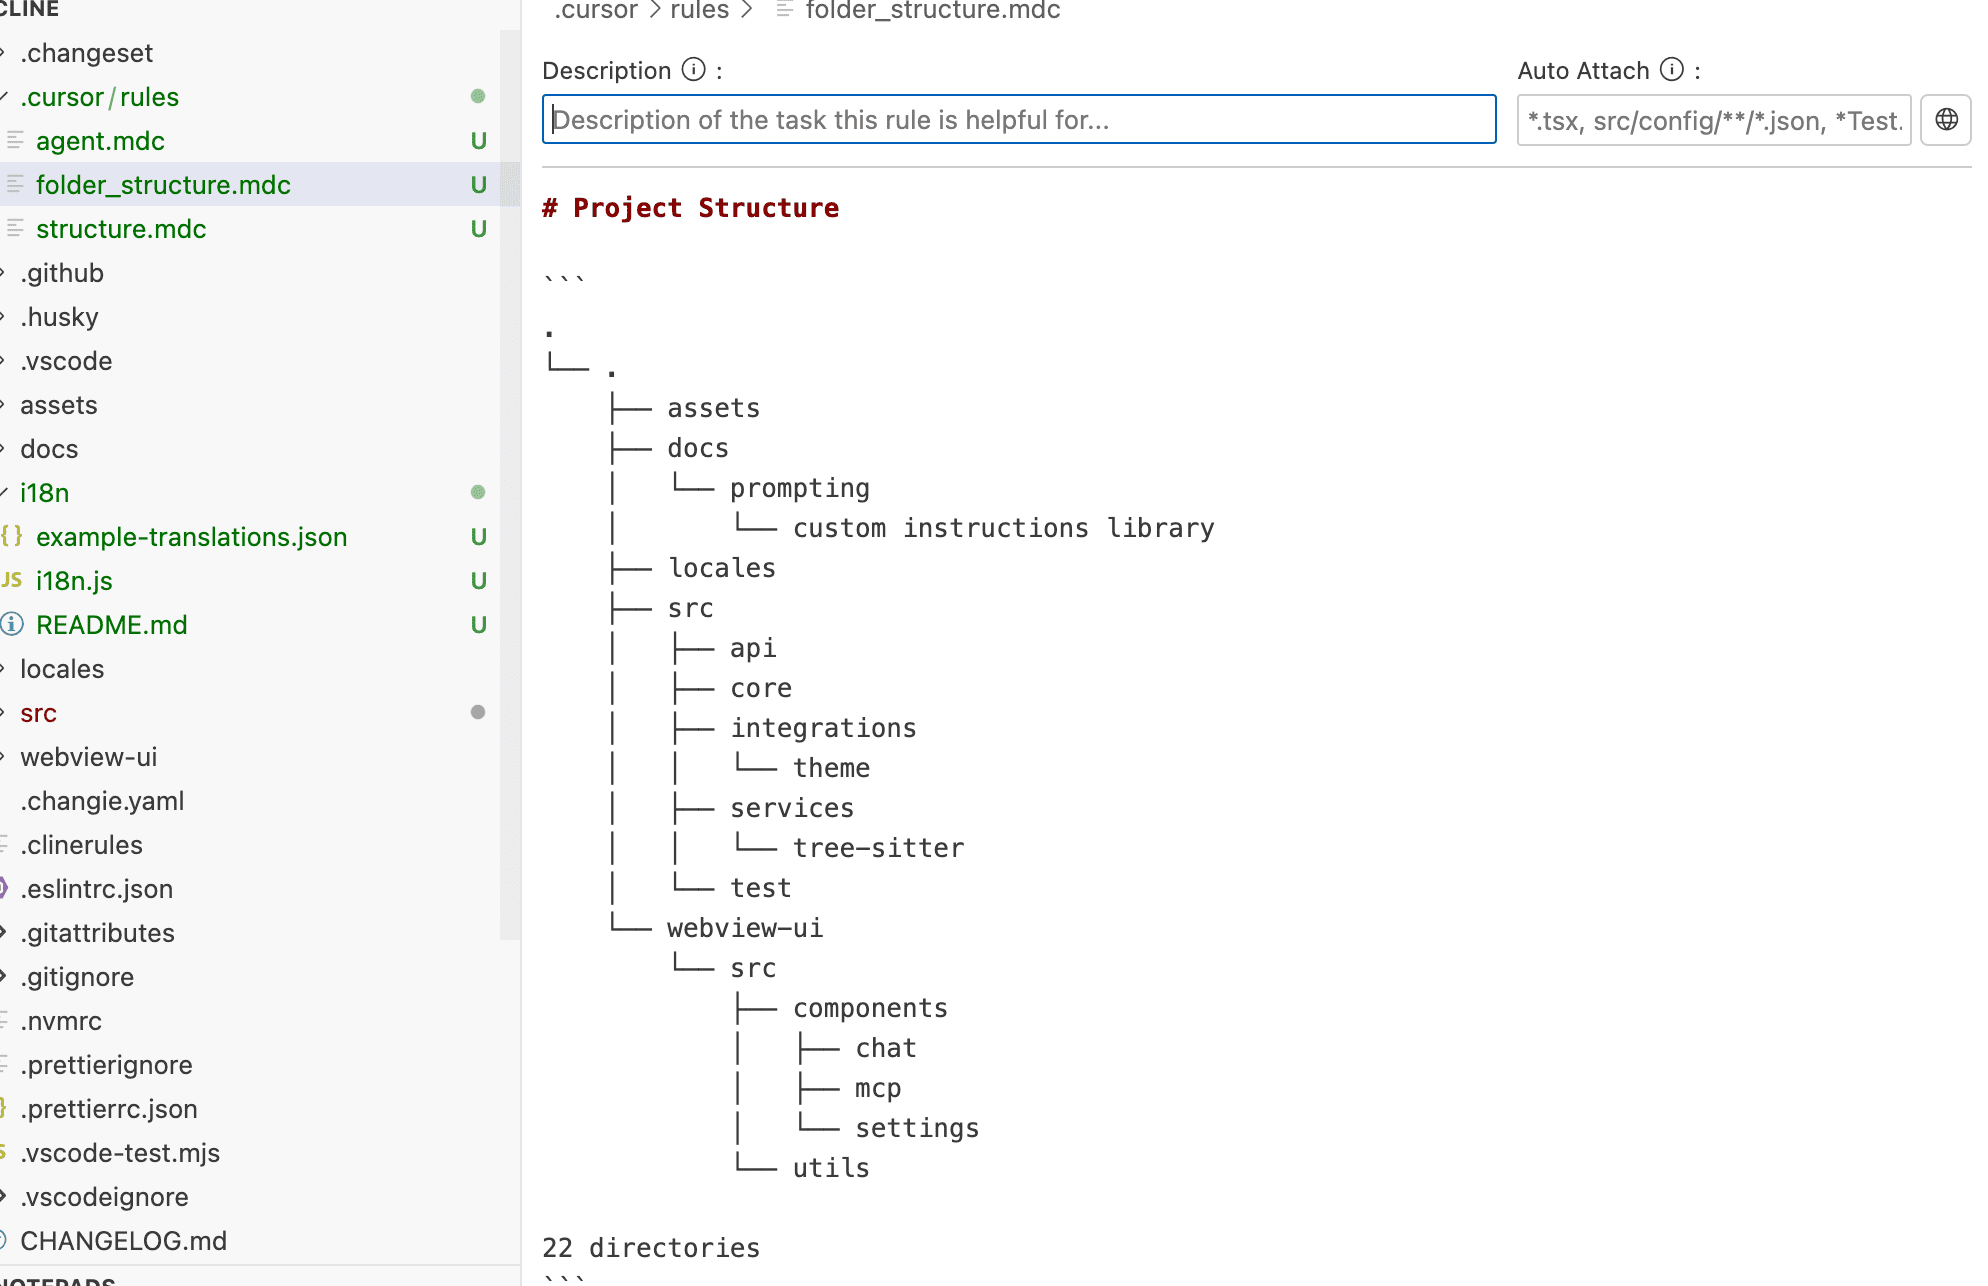 CLINE
.changeset
.cursor/rules
agent.mdc U
folder_structure.mdc U
structure.mdc U
.github
.husky
.vscode
assets
docs
i18n
{} example-translations.json U
JS i18n.js U
README.md U
locales
src
webview-ui
.changie.yaml
.clinerules
.eslintrc.json
.gitattributes
.gitignore
.nvmrc
.prettierignore
.prettierrc.json
.vscode-test.mjs
.vscodeignore
CHANGELOG.md
NOTEPADS
.cursor > rules > folder_structure.mdc
Description :
Description of the task this rule is helpful for...
Auto Attach :
*.tsx, src/config/**/*.json, *Test.
# Project Structure
```
.
└── .
    ├── assets
    ├── docs
    │   └── prompting
    │       └── custom instructions library
    ├── locales
    ├── src
    │   ├── api
    │   ├── core
    │   ├── integrations
    │   │   └── theme
    │   ├── services
    │   │   └── tree-sitter
    │   └── test
    └── webview-ui
        └── src
            ├── components
            │   ├── chat
            │   ├── mcp
            │   └── settings
            └── utils
22 directories
```